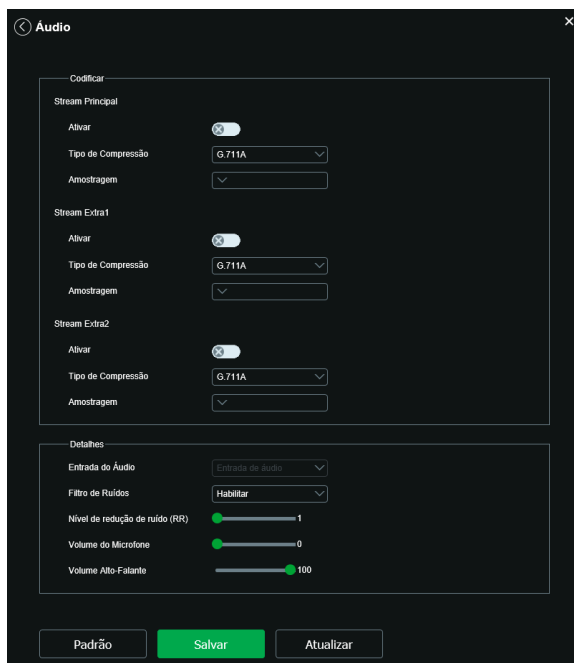 Áudio
Codificar
Stream Principal
Ativar
Tipo de Compressão G.711A
Amostragem
Stream Extra1
Ativar
Tipo de Compressão G.711A
Amostragem
Stream Extra2
Ativar
Tipo de Compressão G.711A
Amostragem
Detalhes
Entrada do Áudio Entrada de áudio
Filtro de Ruídos Habilitar
Nível de redução de ruído (RR) 1
Volume do Microfone 0
Volume Alto-Falante 100
Padrão Salvar Atualizar